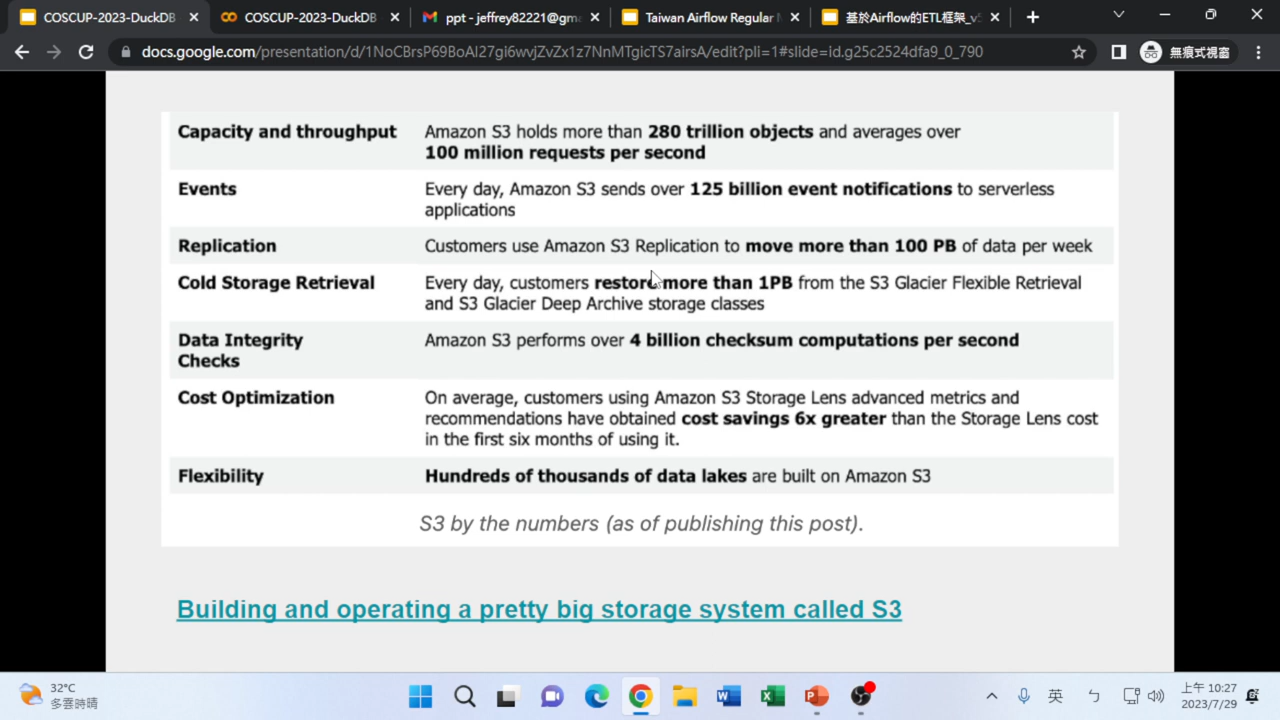 COSCUP-2023-DuckDB
COSCUP-2023-DuckDB
ppt - jeffrey82221@gm
Taiwan Airflow Regular
基於Airflow的ETL框架_v
docs.google.com/presentation/d/1NoCBrsP69BoAl27gi6wvjZvZx1z7NnMTgicTS7airsA/edit?pli=1#slide=id.g25c2524dfa9_0_790
無痕式視窗
Capacity and throughput
Amazon S3 holds more than 280 trillion objects and averages over
100 million requests per second
Events
Every day, Amazon S3 sends over 125 billion event notifications to serverless
applications
Replication
Customers use Amazon S3 Replication to move more than 100 PB of data per week
Cold Storage Retrieval
Every day, customers restore more than 1PB from the S3 Glacier Flexible Retrieval
and S3 Glacier Deep Archive storage classes
Data Integrity
Checks
Amazon S3 performs over 4 billion checksum computations per second
Cost Optimization
On average, customers using Amazon S3 Storage Lens advanced metrics and
recommendations have obtained cost savings 6x greater than the Storage Lens cost
in the first six months of using it.
Flexibility
Hundreds of thousands of data lakes are built on Amazon S3
S3 by the numbers (as of publishing this post).
Building and operating a pretty big storage system called S3
32°C
多雲時晴
英
ㄅ
上午 10:27
2023/7/29